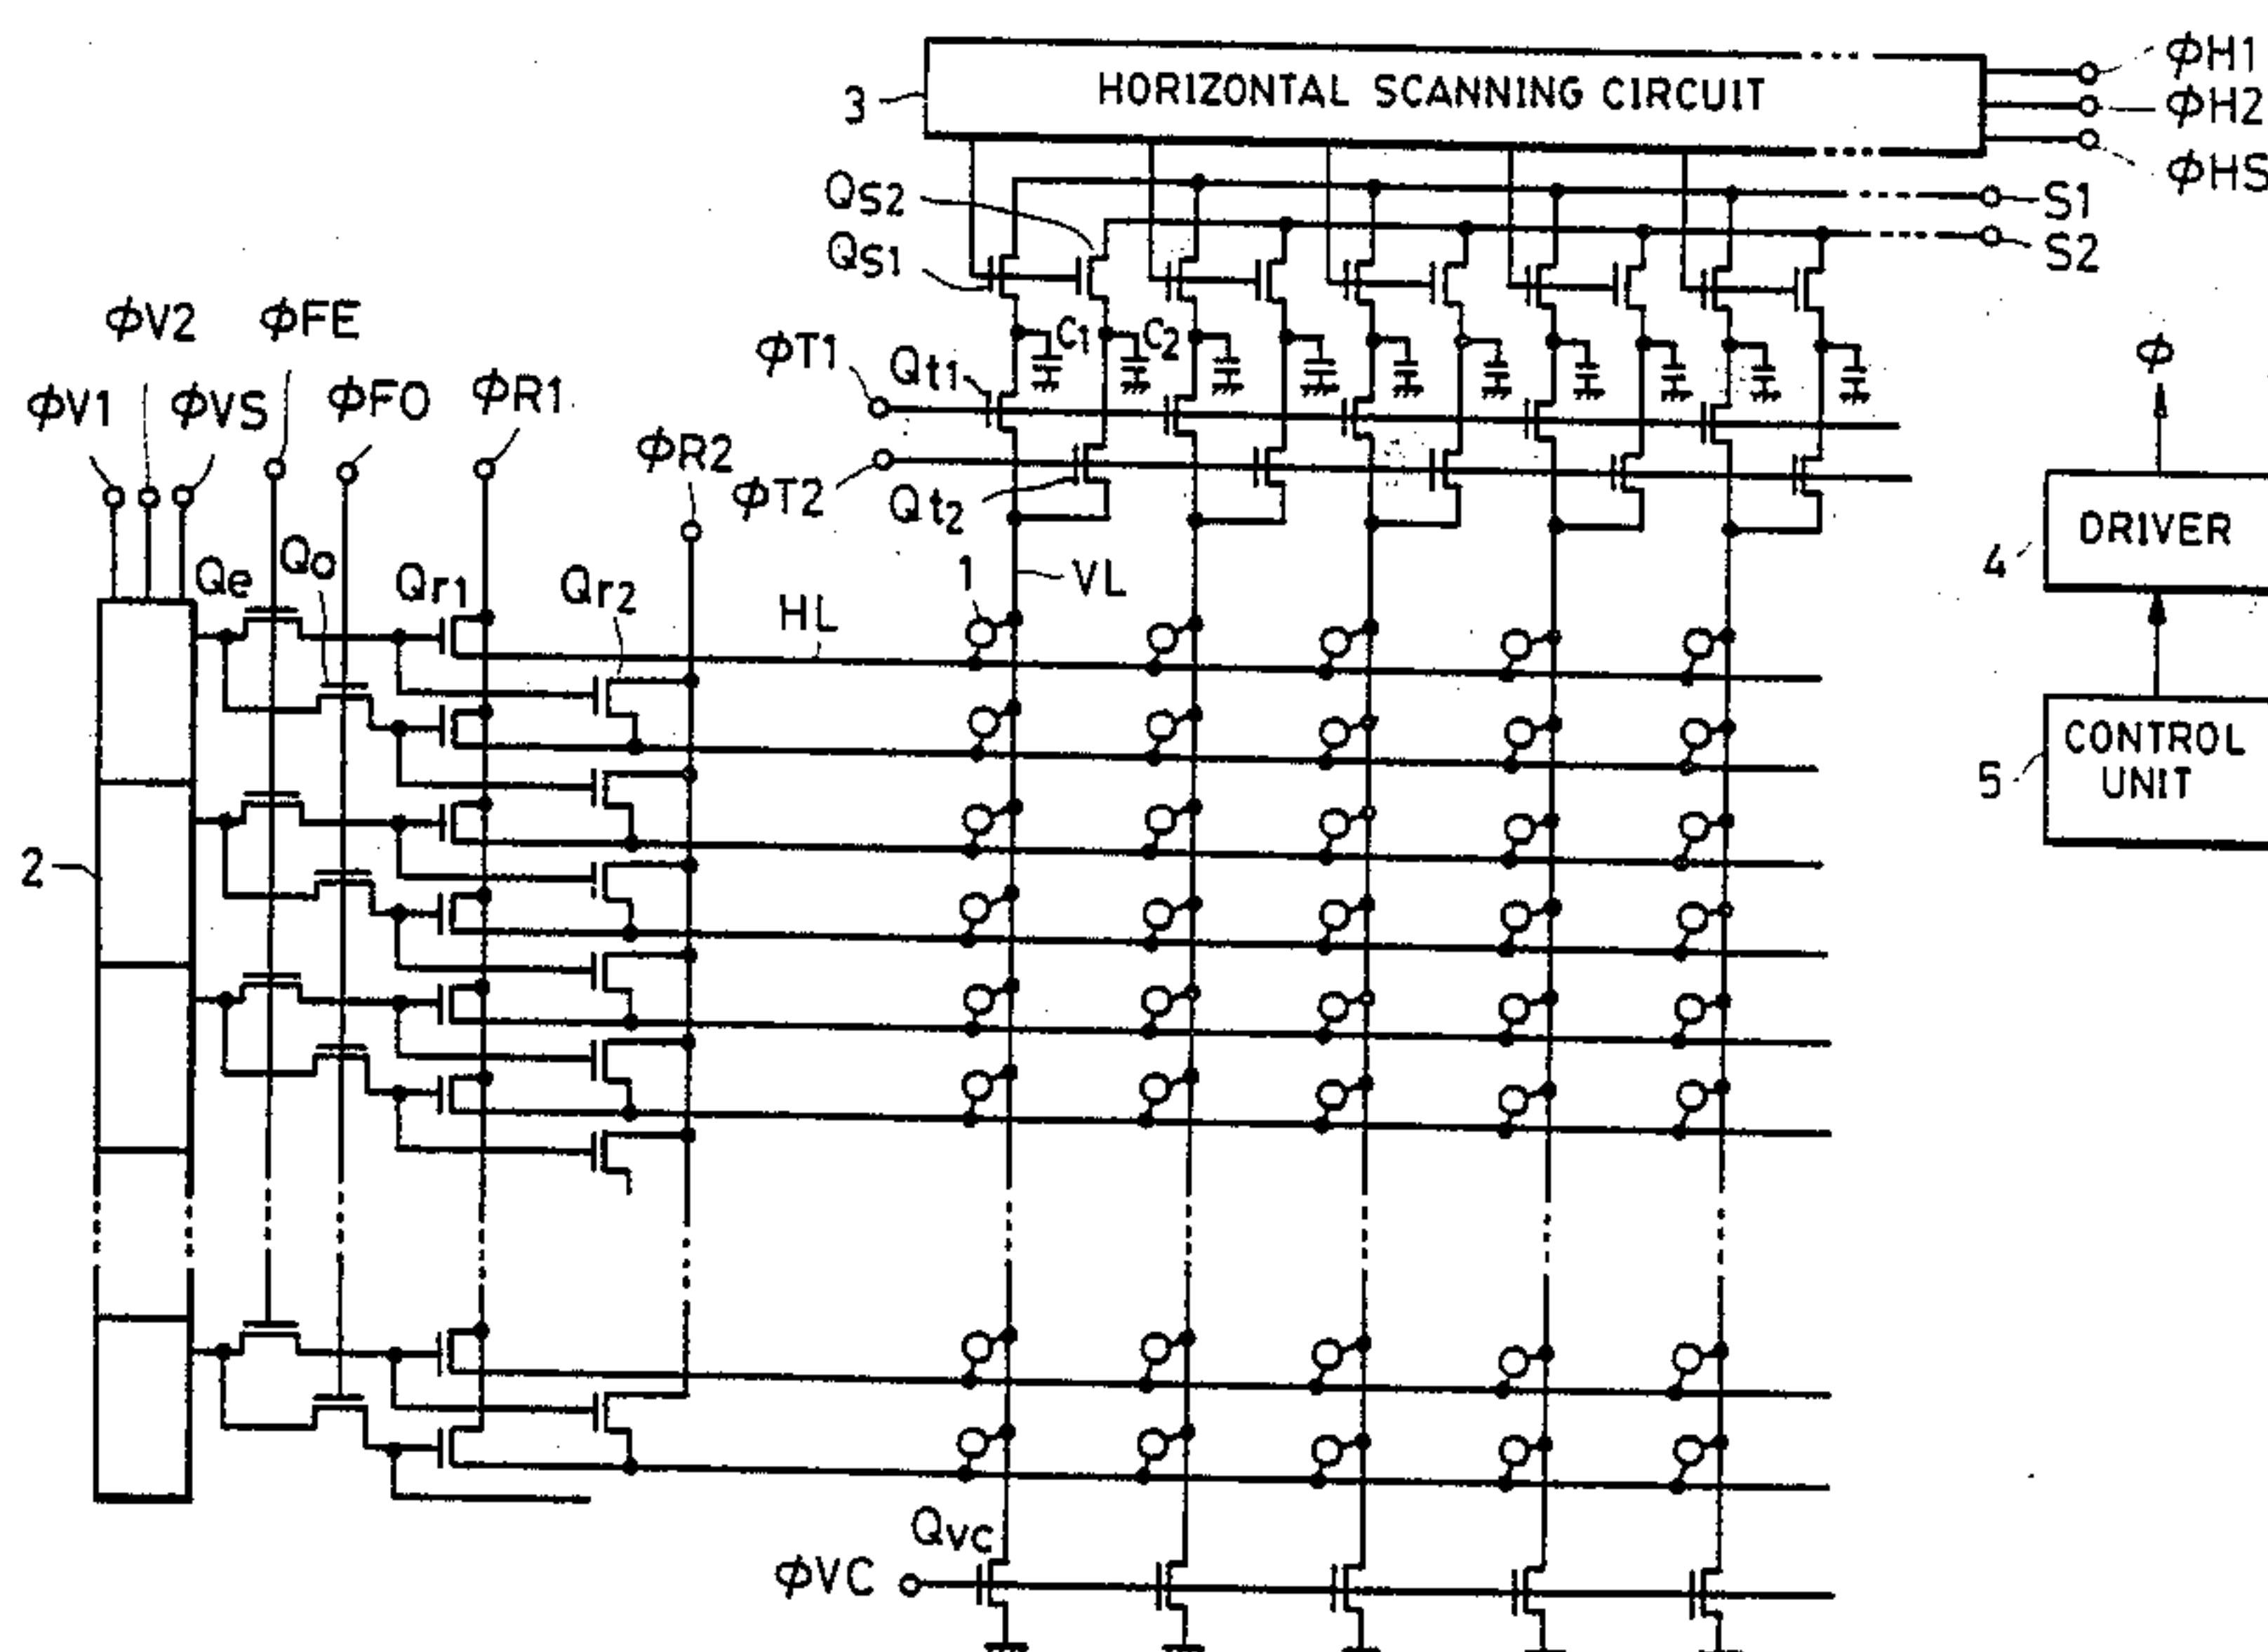 3
HORIZONTAL SCANNING CIRCUIT
ϕH1
ϕH2
ϕHS
QS2
QS1
S1
S2
ϕV2
ϕFE
ϕV1
ϕVS
ϕFO
ϕR1
ϕR2
ϕT1
Qt1
C1
C2
ϕT2
Qt2
ϕ
4
DRIVER
Qe
Qo
Qr1
Qr2
HL
1
VL
5
CONTROL
UNIT
2
Qvc
ϕVC